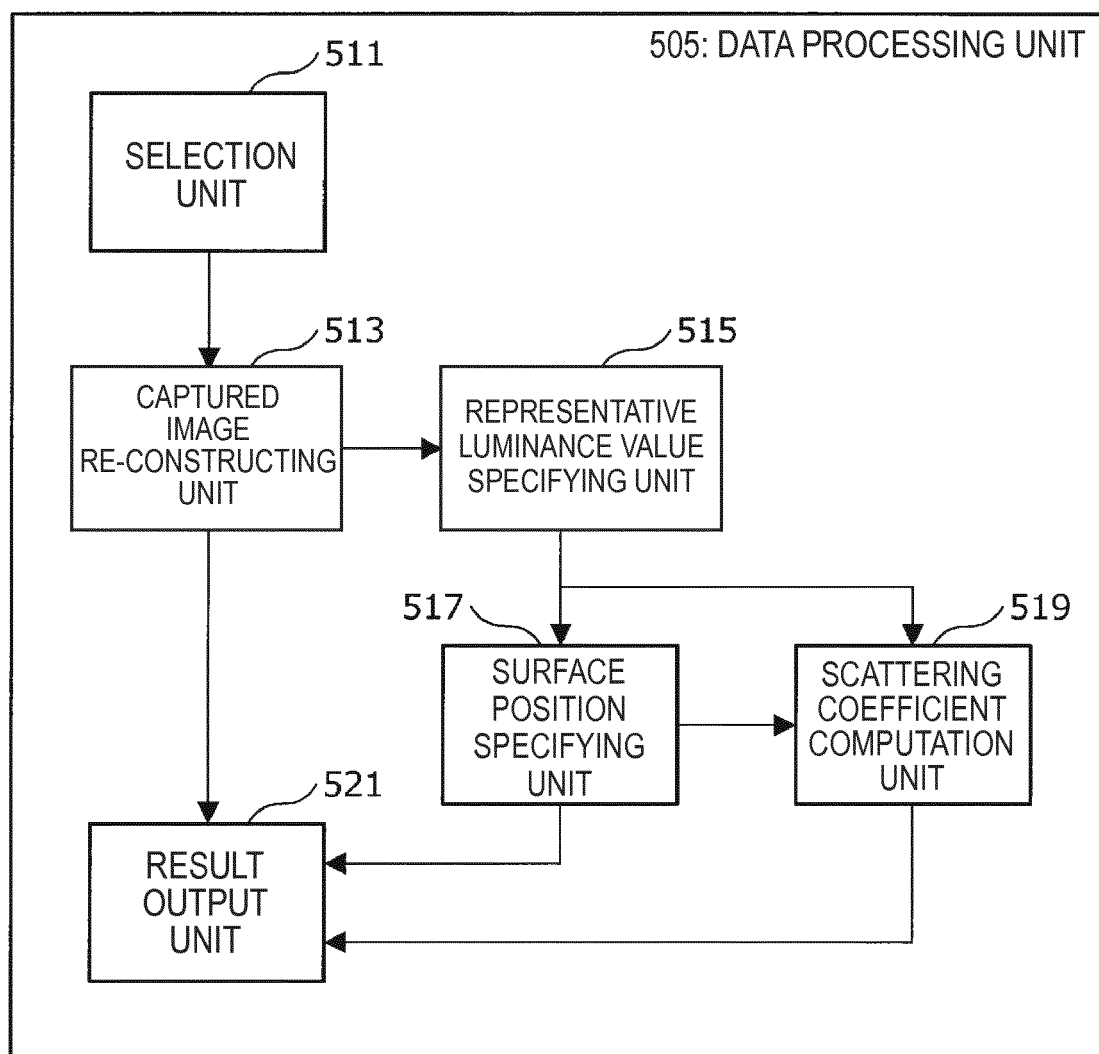 505: DATA PROCESSING UNIT
511
SELECTION
UNIT
513
CAPTURED
IMAGE
RE-CONSTRUCTING
UNIT
515
REPRESENTATIVE
LUMINANCE VALUE
SPECIFYING UNIT
517
SURFACE
POSITION
SPECIFYING
UNIT
519
SCATTERING
COEFFICIENT
COMPUTATION
UNIT
521
RESULT
OUTPUT
UNIT